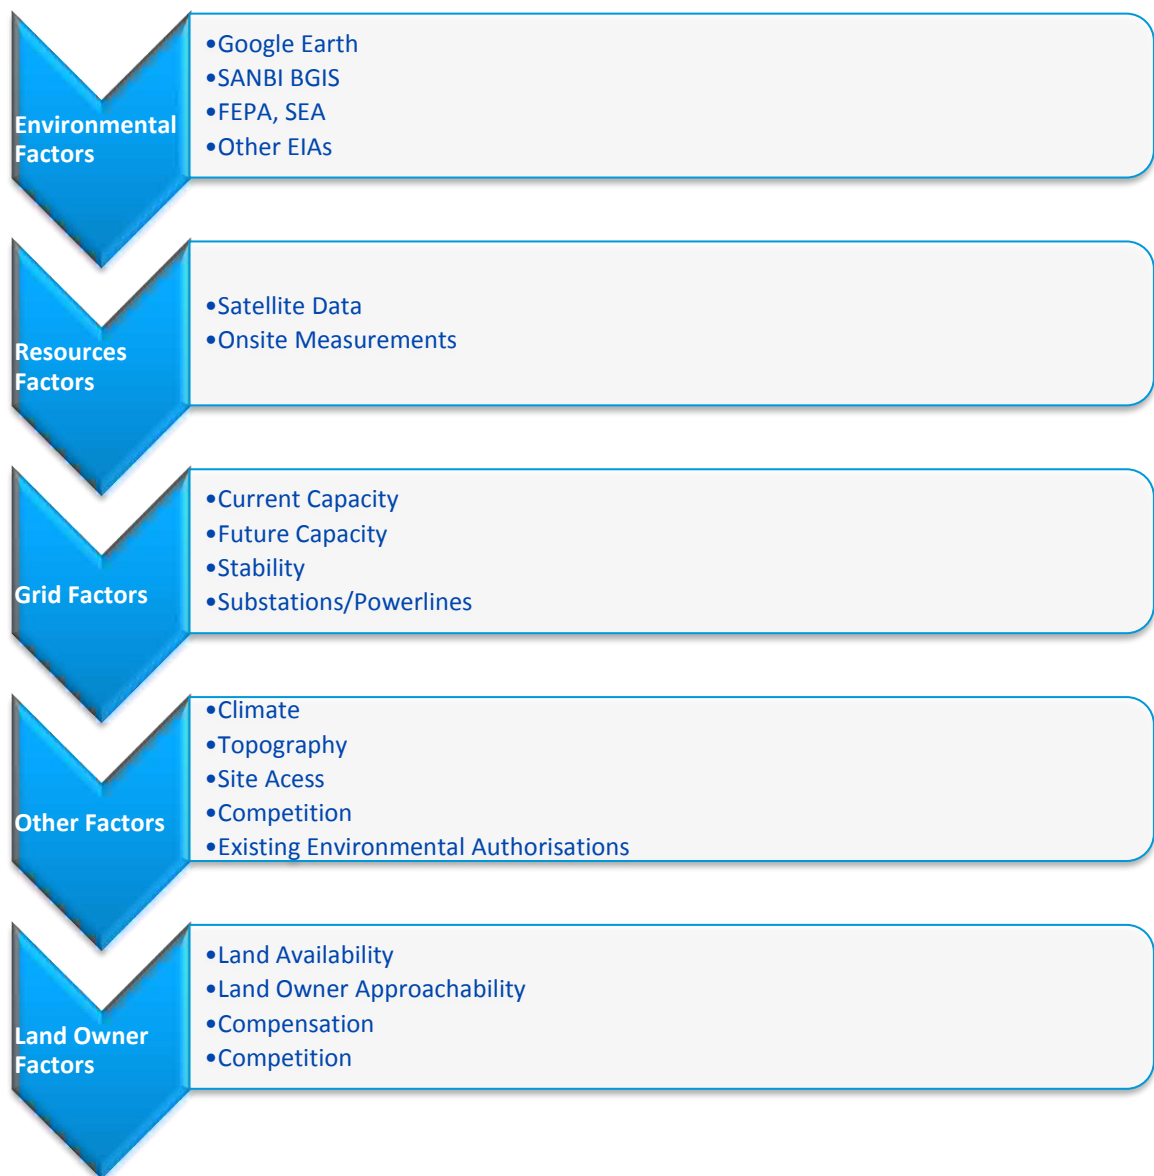 Environmental
Factors
•Google Earth
•SANBI BGIS
•FEPA, SEA
•Other EIAs
Resources
Factors
•Satellite Data
•Onsite Measurements
Grid Factors
•Current Capacity
•Future Capacity
•Stability
•Substations/Powerlines
Other Factors
•Climate
•Topography
•Site Acess
•Competition
•Existing Environmental Authorisations
Land Owner
Factors
•Land Availability
•Land Owner Approachability
•Compensation
•Competition